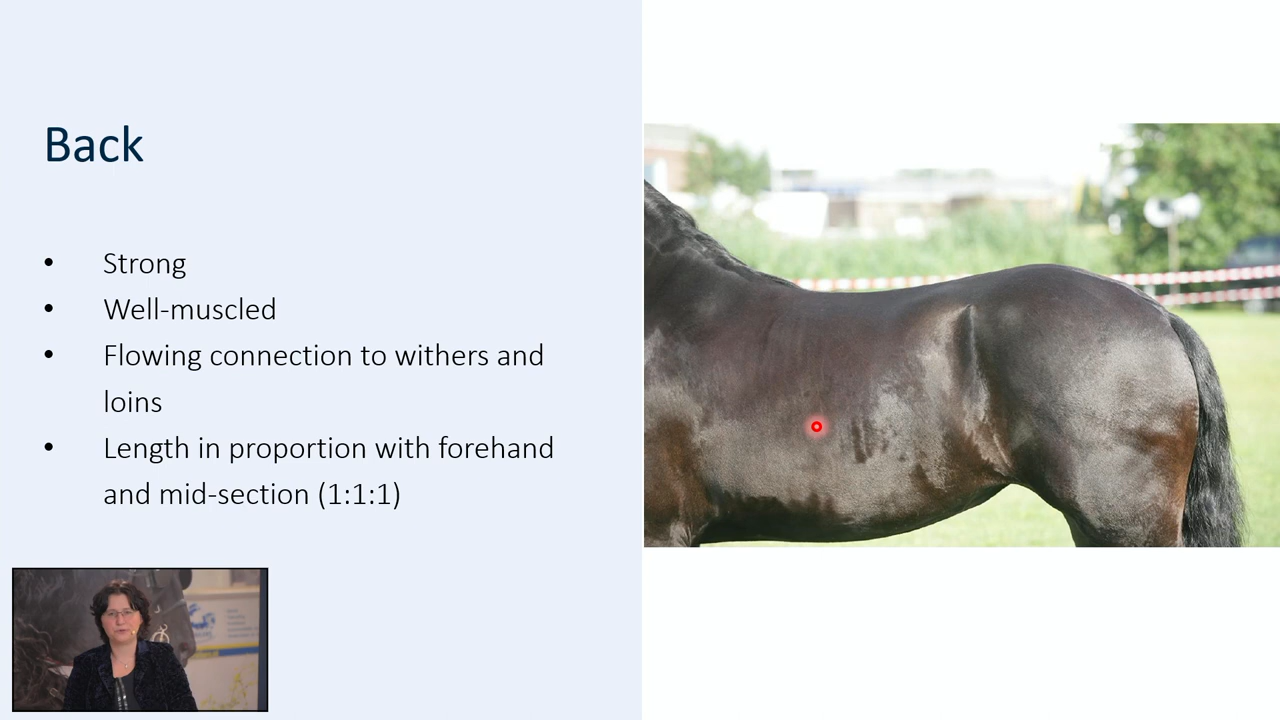 Back
• Strong
• Well-muscled
• Flowing connection to withers and
loins
• Length in proportion with forehand
and mid-section (1:1:1)